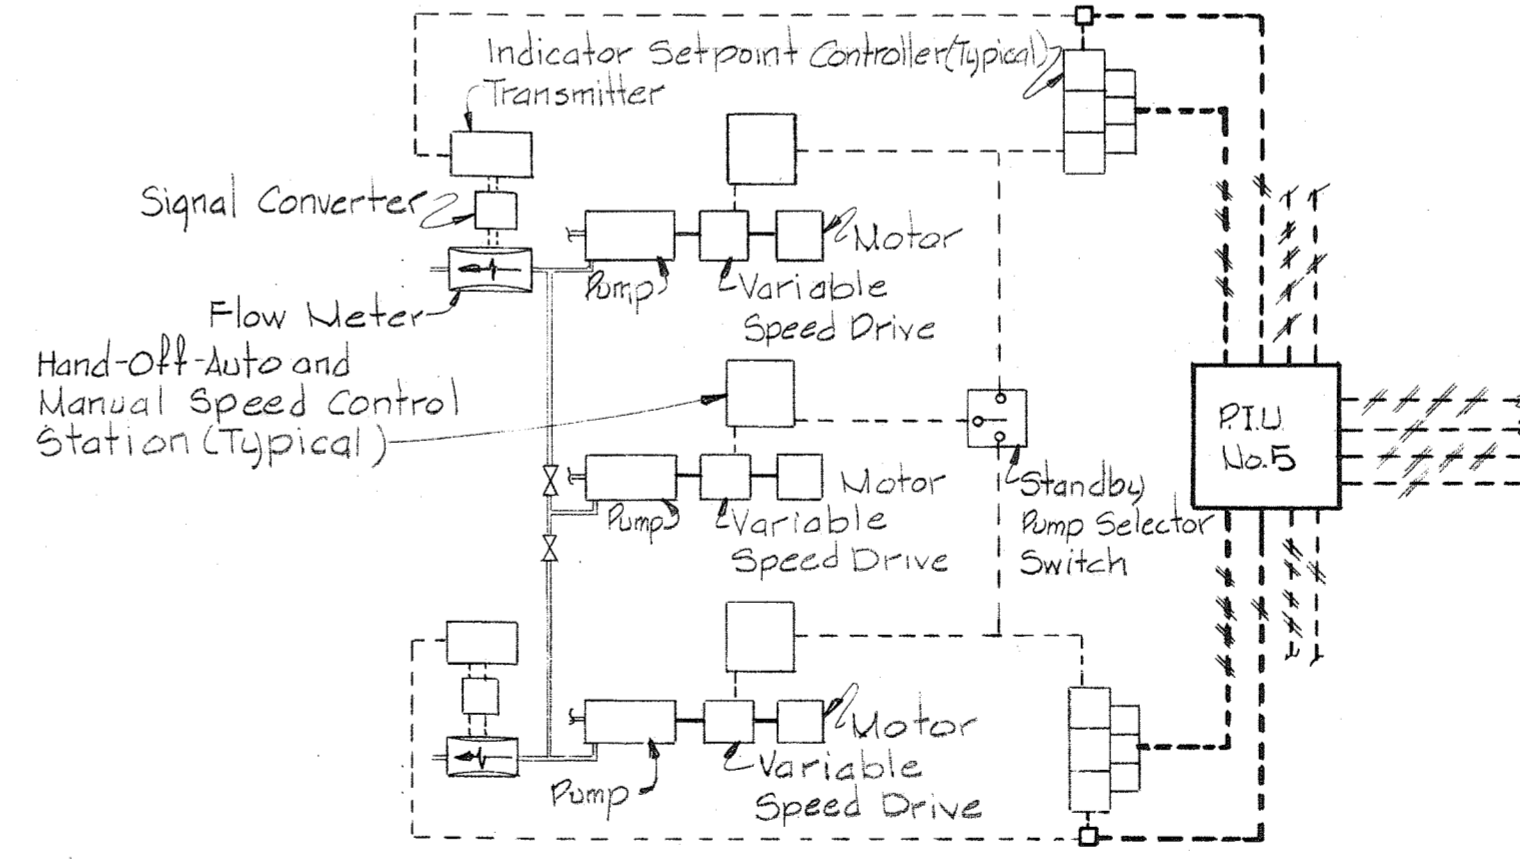 Indicator Setpoint Controller (Typical)
Transmitter
Signal Converter
Motor
Pump
Variable
Speed Drive
Flow Meter
Hand-Off-Auto and
Manual Speed Control
Station (Typical)
P.I.U.
No.5
Motor
Pump
Variable
Speed Drive
Standby
Pump Selector
Switch
Motor
Variable
Speed Drive
Pump